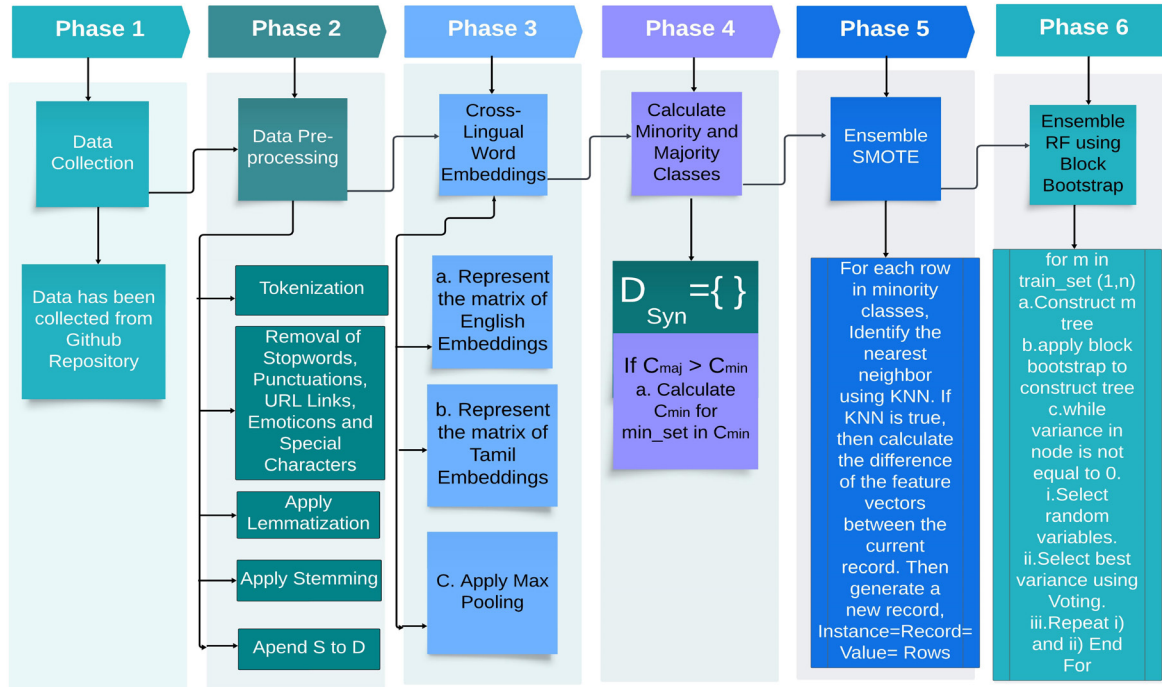 Phase 1
Phase 2
Phase 3
Phase 4
Phase 5
Phase 6
Data
Collection
Data has been
collected from
Github
Repository
Data Pre-
processing
Tokenization
Removal of
Stopwords,
Punctuations,
URL Links,
Emoticons and
Special
Characters
Apply
Lemmatization
Apply Stemming
Apend S to D
Cross-
Lingual
Word
Embeddings
a. Represent
the matrix of
English
Embeddings
b. Represent
the matrix of
Tamil
Embeddings
C. Apply Max
Pooling
Calculate
Minority and
Majority
Classes
D Syn ={ }
If Cmaj > Cmin
a. Calculate
Cmin for
min_set in Cmin
Ensemble
SMOTE
For each row
in minority
classes,
Identify the
nearest
neighbor
using KNN. If
KNN is true,
then calculate
the difference
of the feature
vectors
between the
current
record. Then
generate a
new record,
Instance=Record=
Value= Rows
Ensemble
RF using
Block
Bootstrap
for m in
train_set (1,n)
a.Construct m
tree
b.apply block
bootstrap to
construct tree
c.while
variance in
node is not
equal to 0.
i.Select
random
variables.
ii.Select best
variance using
Voting.
iii.Repeat i)
and ii) End
For